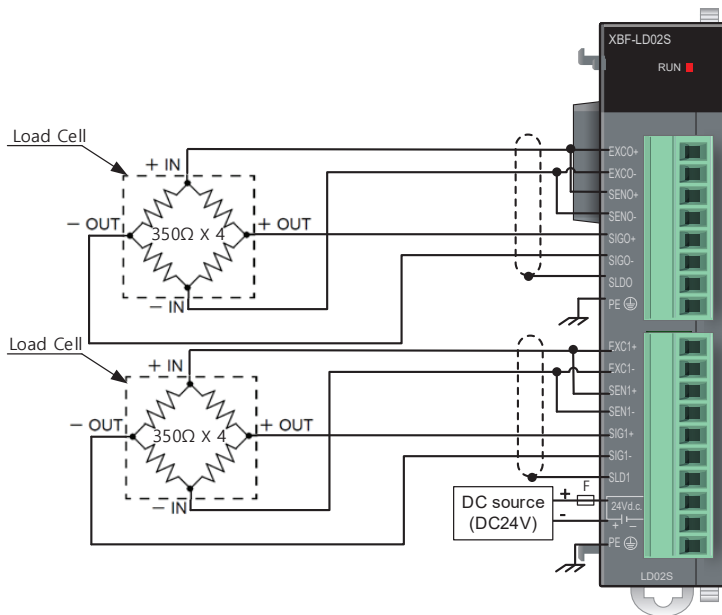 XBF-LD02S
RUN
Load Cell
+ IN
- OUT
350Ω X 4
+ OUT
- IN
EXC0+
EXC0-
SEN0+
SEN0-
SIG0+
SIG0-
SLD0
PE
Load Cell
+ IN
- OUT
350Ω X 4
+ OUT
- IN
EXC1+
EXC1-
SEN1+
SEN1-
SIG1+
SIG1-
SLD1
DC source
(DC24V)
+
-
F
24Vd.c.
+ -
PE
LD02S